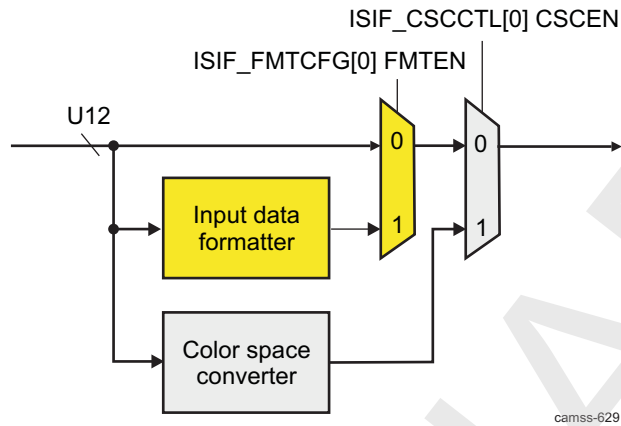 ISIF_CSCCTL[0] CSCEN
ISIF_FMTCFG[0] FMTEN
U12
0
0
Input data
formatter
1
1
Color space
converter
camss-629